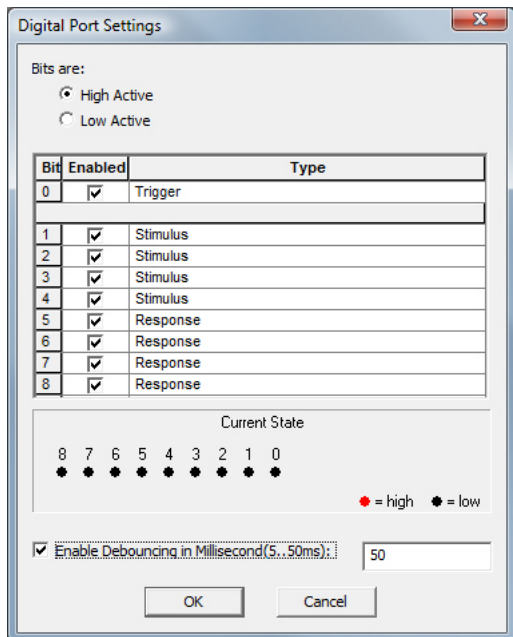 Digital Port Settings
Bits are:
High Active
Low Active
Bit Enabled Type
0 Trigger
1 Stimulus
2 Stimulus
3 Stimulus
4 Stimulus
5 Response
6 Response
7 Response
8 Response
Current State
8 7 6 5 4 3 2 1 0
= high = low
Enable Debouncing in Millisecond(5..50ms): 50
OK Cancel